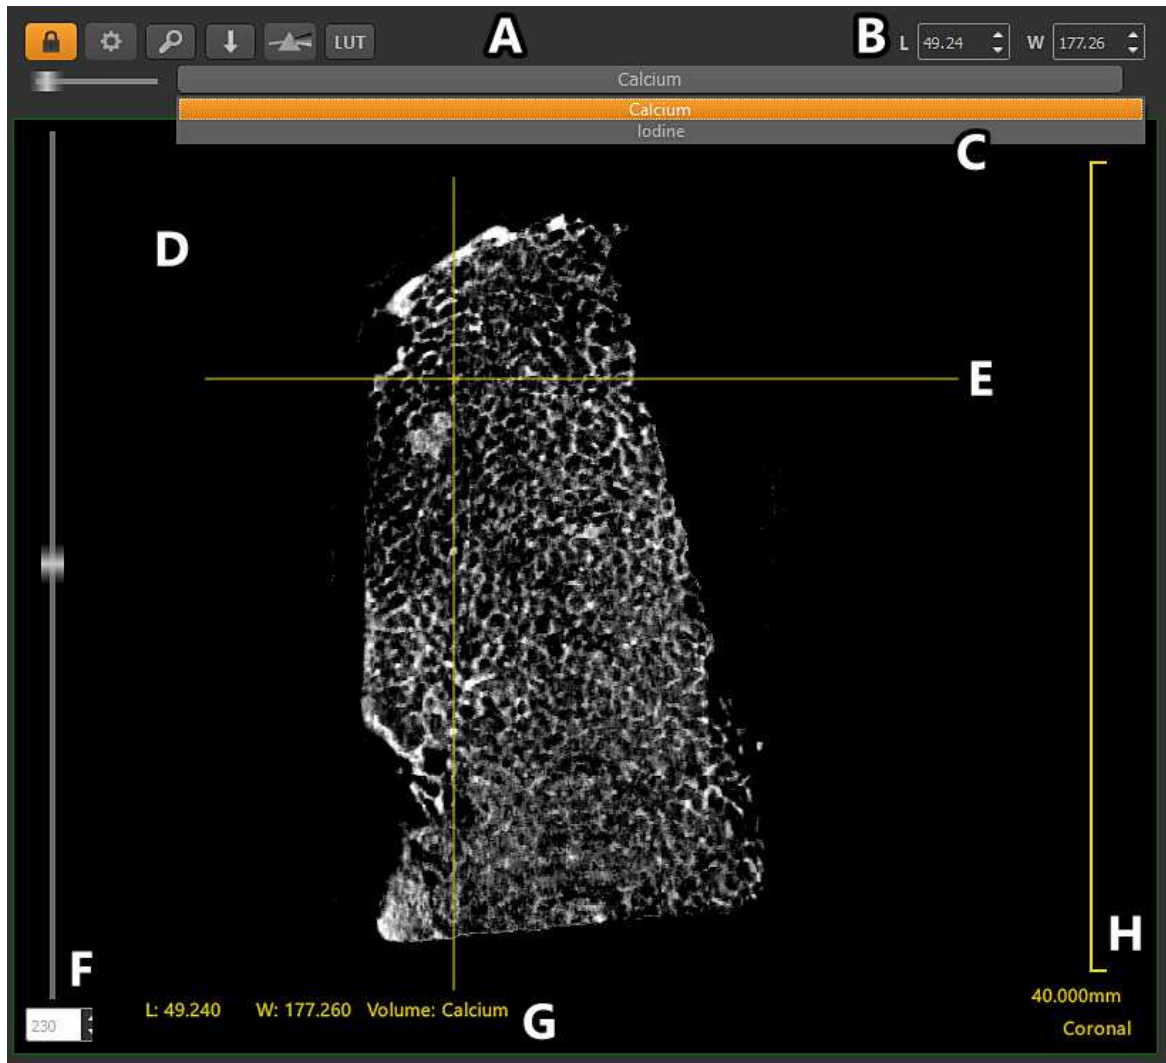 LUT
A
B
L 49.24 W 177.26
Calcium
Calcium
Iodine
C
D
E
F
H
40.000mm
L: 49.240 W: 177.260 Volume: Calcium
G
230
Coronal